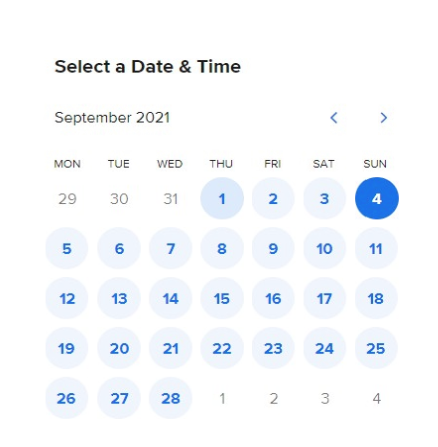 Select a Date & Time
September 2021
MON TUE WED THU FRI SAT SUN
29 30 31 1 2 3 4
5 6 7 8 9 10 11
12 13 14 15 16 17 18
19 20 21 22 23 24 25
26 27 28 1 2 3 4